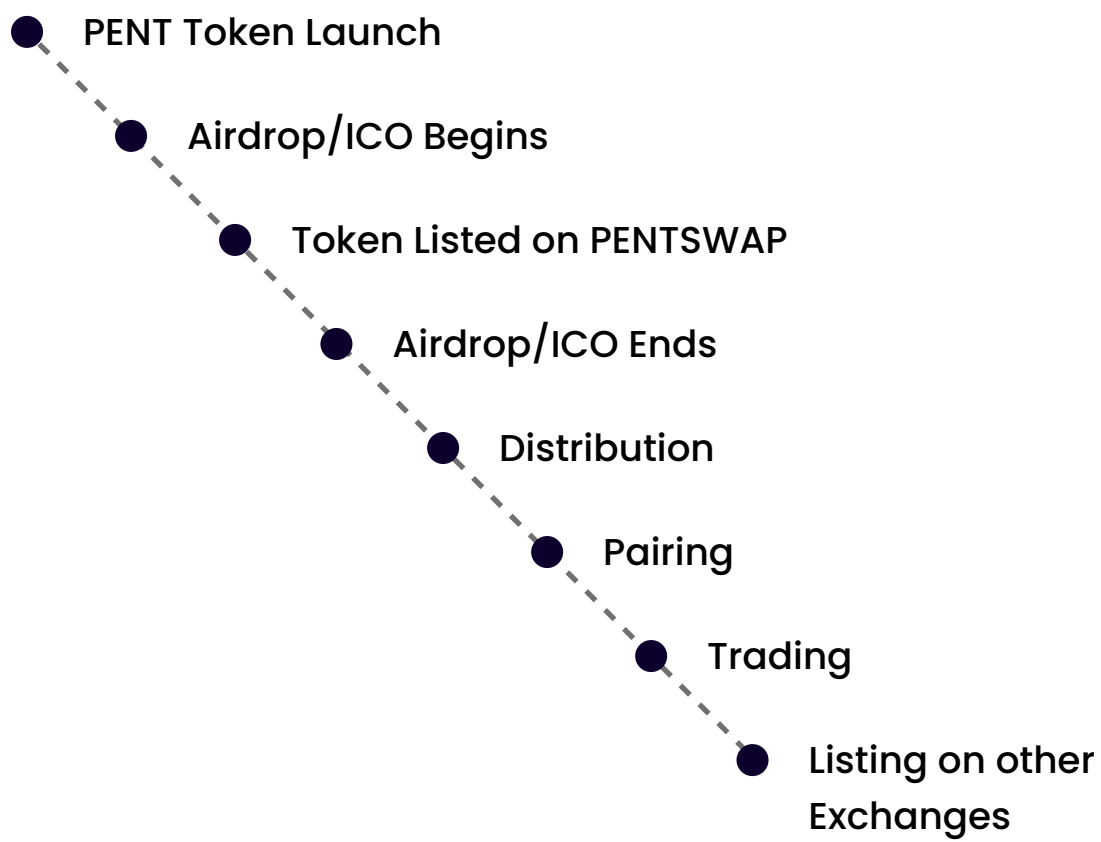 PENT Token Launch
Airdrop/ICO Begins
Token Listed on PENTSWAP
Airdrop/ICO Ends
Distribution
Pairing
Trading
Listing on other
Exchanges